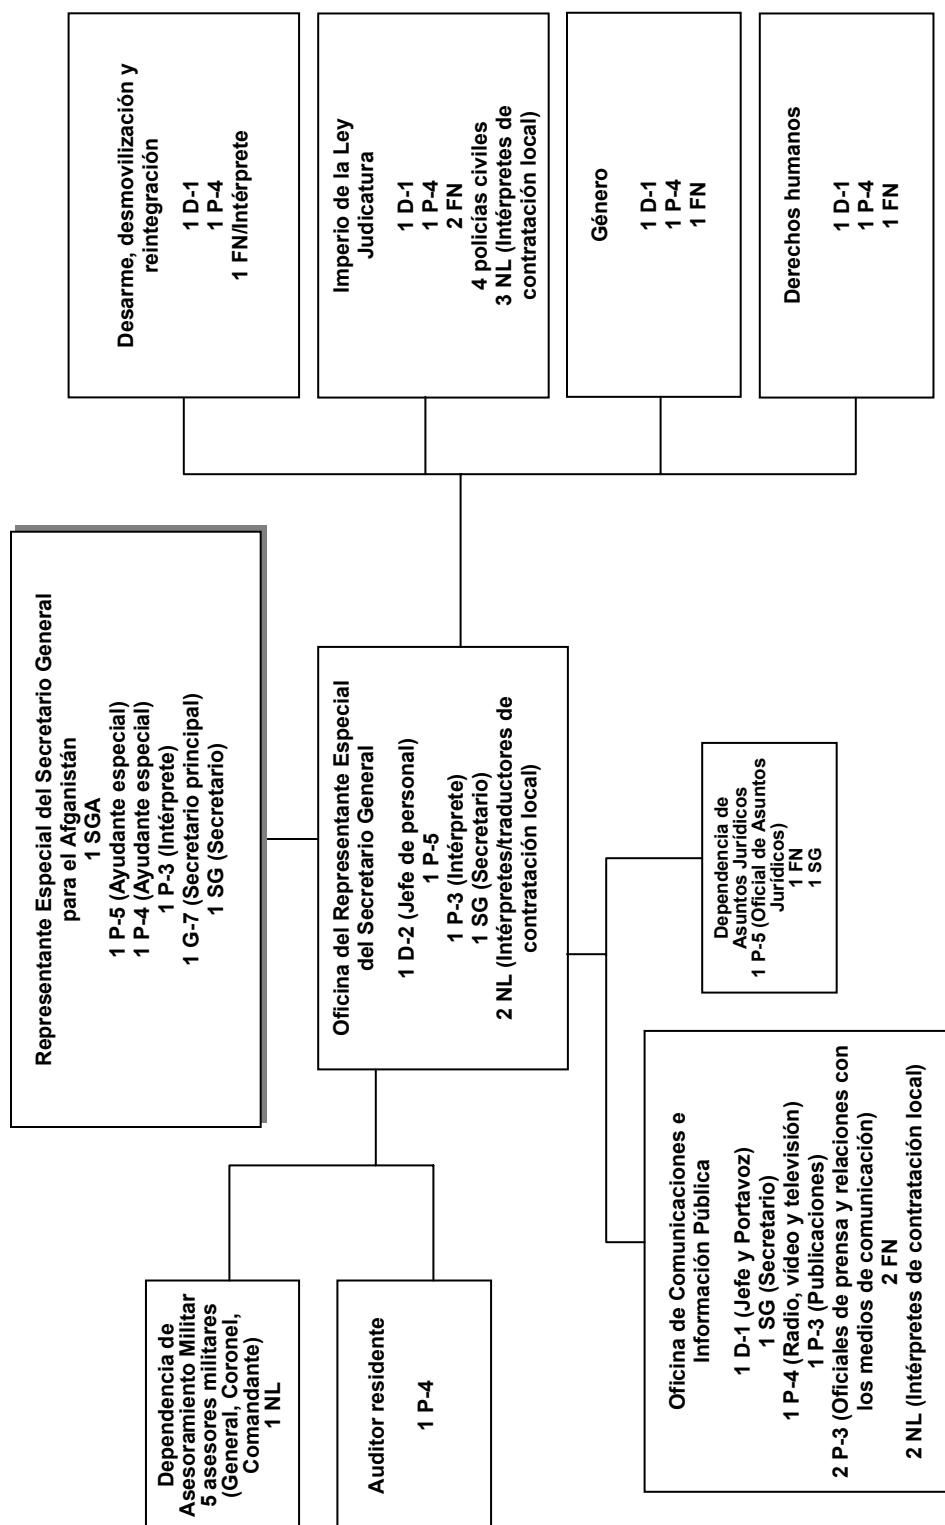 Representante Especial del Secretario General
para el Afganistán
1 SGA
1 P-5 (Ayudante especial)
1 P-4 (Ayudante especial)
1 P-3 (Intérprete)
1 G-7 (Secretario principal)
1 SG (Secretario)
Dependencia de
Asesoramiento Militar
5 asesores militares
(General, Coronel,
Comandante)
1 NL
Auditor residente
1 P-4
Oficina del Representante Especial
del Secretario General
1 D-2 (Jefe de personal)
1 P-5
1 P-3 (Intérprete)
1 SG (Secretario)
2 NL (Intérpretes/traductores de
contratación local)
Oficina de Comunicaciones e
Información Pública
1 D-1 (Jefe y Portavoz)
1 SG (Secretario)
1 P-4 (Radio, vídeo y televisión)
1 P-3 (Publicaciones)
2 P-3 (Oficiales de prensa y relaciones con
los medios de comunicación)
2 FN
2 NL (Intérpretes de contratación local)
Dependencia de
Asuntos Jurídicos
1 P-5 (Oficial de Asuntos
Jurídicos)
1 FN
1 SG
Desarme, desmovilización y
reintegración
1 D-1
1 P-4
1 FN/Intérprete
Imperio de la Ley
Judicatura
1 D-1
1 P-4
2 FN
4 policías civiles
3 NL (Intérpretes de
contratación local)
Género
1 D-1
1 P-4
1 FN
Derechos humanos
1 D-1
1 P-4
1 FN